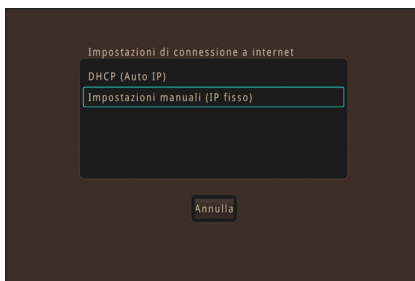 Impostazioni di connessione a internet
DHCP (Auto IP)
Impostazioni manuali (IP fisso)
Annulla